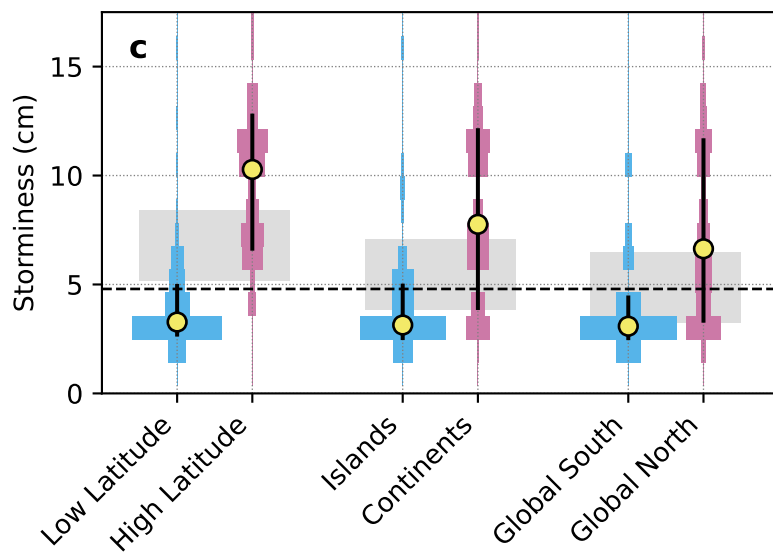 c
Storminess (cm)
15
10
5
0
Low Latitude
High Latitude
Islands
Continents
Global South
Global North